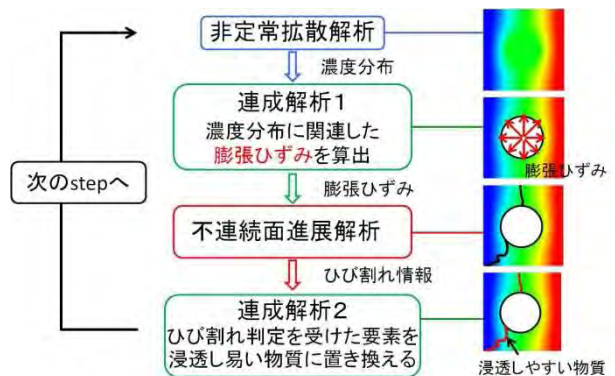 非定常拡散解析
濃度分布
連成解析1
濃度分布に関連した
膨張ひずみを算出
膨張ひずみ
膨張ひずみ
次のstepへ
不連続面進展解析
ひび割れ情報
連成解析2
ひび割れ判定を受けた要素を
浸透し易い物質に置き換える
浸透しやすい物質